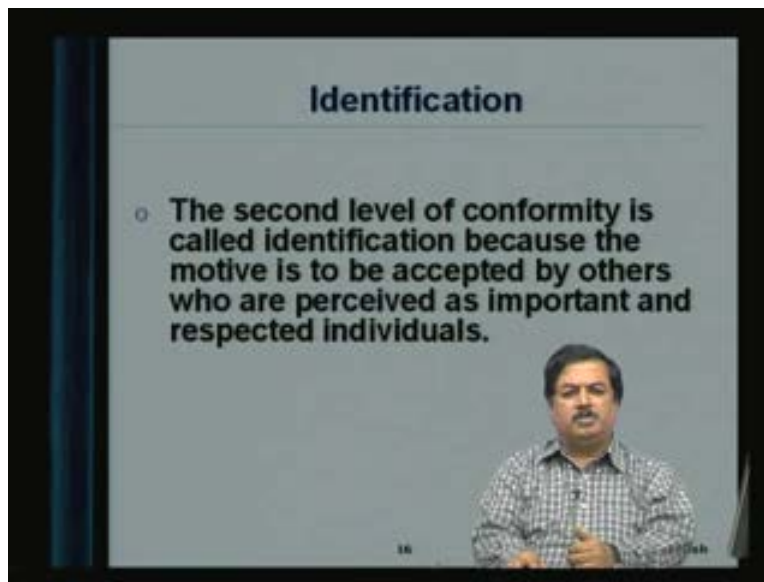 Identification
o The second level of conformity is
called identification because the
motive is to be accepted by others
who are perceived as important and
respected individuals.
16